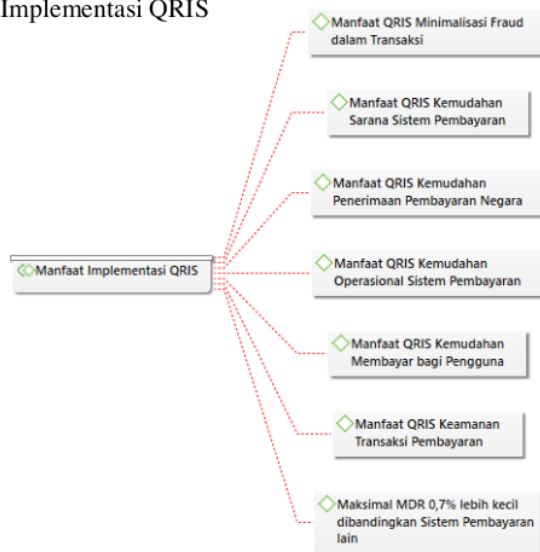 Implementasi QRIS
Manfaat QRIS Minimalisasi Fraud
dalam Transaksi
Manfaat QRIS Kemudahan
Sarana Sistem Pembayaran
Manfaat QRIS Kemudahan
Penerimaan Pembayaran Negara
Manfaat Implementasi QRIS
Manfaat QRIS Kemudahan
Operasional Sistem Pembayaran
Manfaat QRIS Kemudahan
Membayar bagi Pengguna
Manfaat QRIS Keamanan
Transaksi Pembayaran
Maksimal MDR 0,7% lebih kecil
dibandingkan Sistem Pembayaran
lain